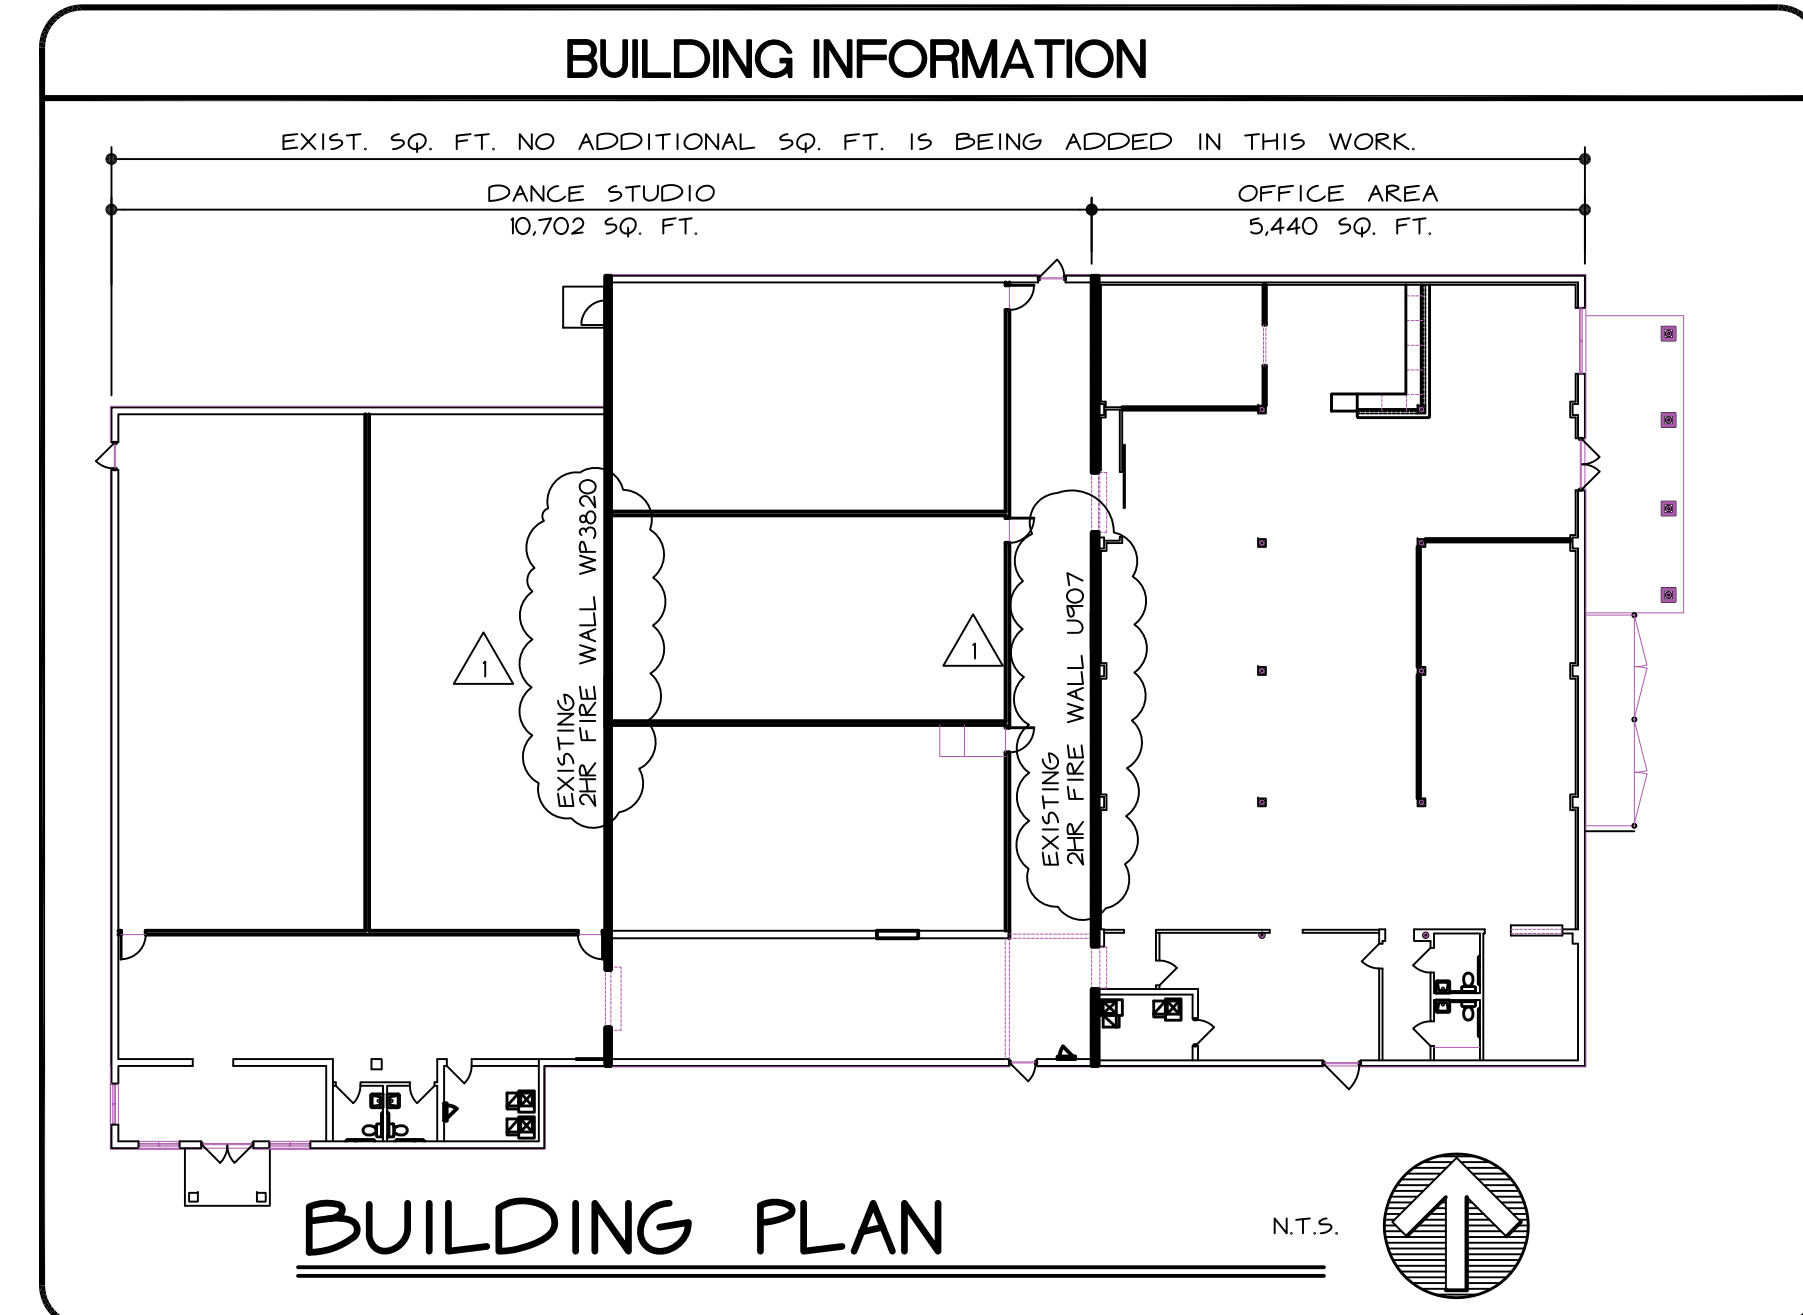 BUILDING INFORMATION
EXIST. SQ. FT. NO ADDITIONAL SQ. FT. IS BEING ADDED IN THIS WORK.
DANCE STUDIO
10,702 SQ. FT.
OFFICE AREA
5,440 SQ. FT.
EXISTING
2HR FIRE WALL WP3820
1
EXISTING
2HR FIRE WALL U907
1
BUILDING PLAN
N.T.S.